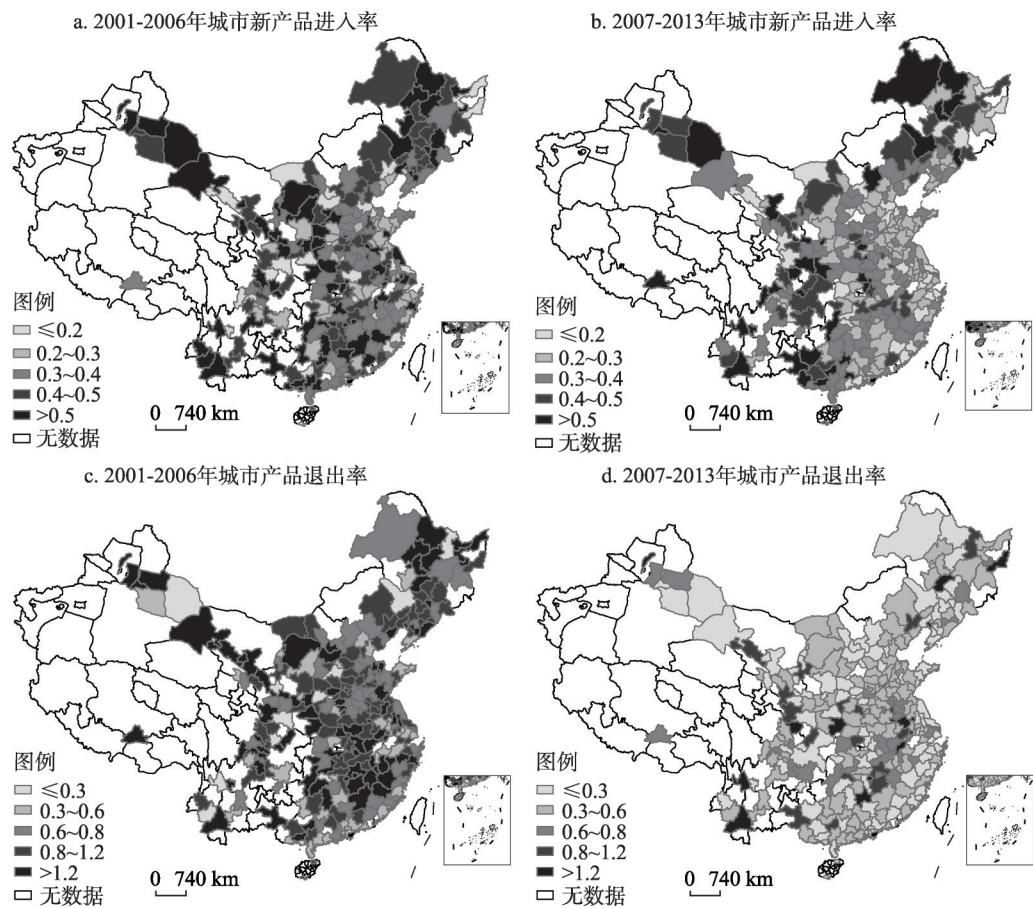 a. 2001-2006年城市新产品进入率
图例
≤0.2
0.2~0.3
0.3~0.4
0.4~0.5
>0.5
无数据
0 740 km
b. 2007-2013年城市新产品进入率
图例
≤0.2
0.2~0.3
0.3~0.4
0.4~0.5
>0.5
无数据
0 740 km
c. 2001-2006年城市产品退出率
图例
≤0.3
0.3~0.6
0.6~0.8
0.8~1.2
>1.2
无数据
0 740 km
d. 2007-2013年城市产品退出率
图例
≤0.3
0.3~0.6
0.6~0.8
0.8~1.2
>1.2
无数据
0 740 km